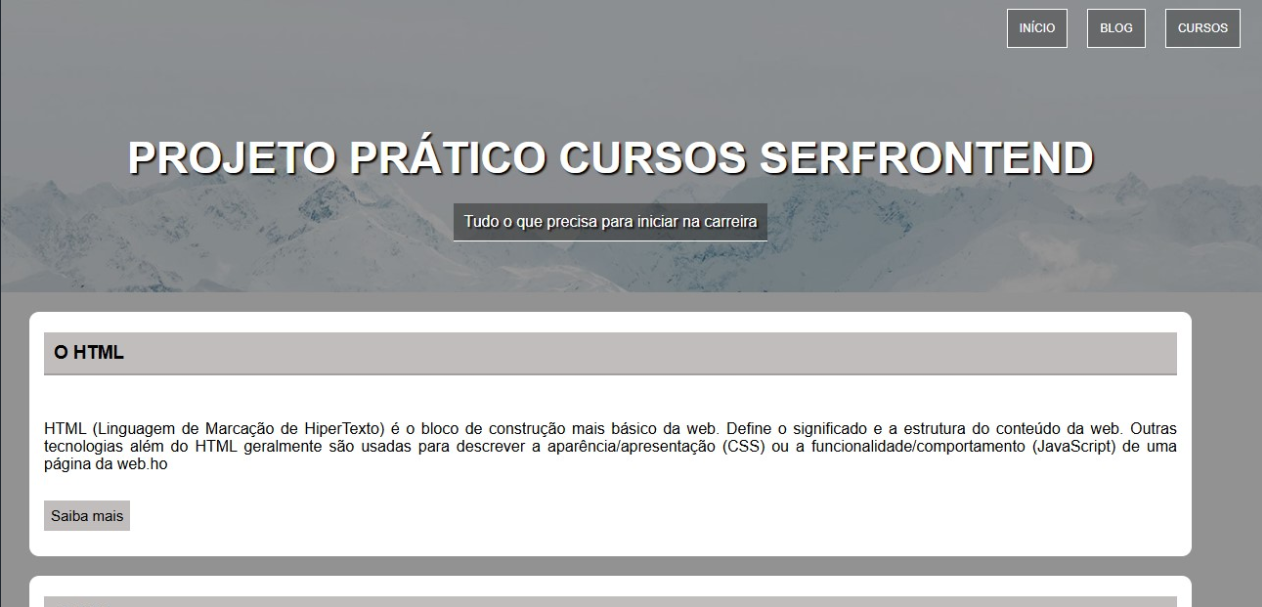 INÍCIO BLOG CURSOS
PROJETO PRÁTICO CURSOS SERFRONTEND
Tudo o que precisa para iniciar na carreira
O HTML
HTML (Linguagem de Marcação de HiperTexto) é o bloco de construção mais básico da web. Define o significado e a estrutura do conteúdo da web. Outras
tecnologias além do HTML geralmente são usadas para descrever a aparência/apresentação (CSS) ou a funcionalidade/comportamento (JavaScript) de uma
página da web.ho
Saiba mais